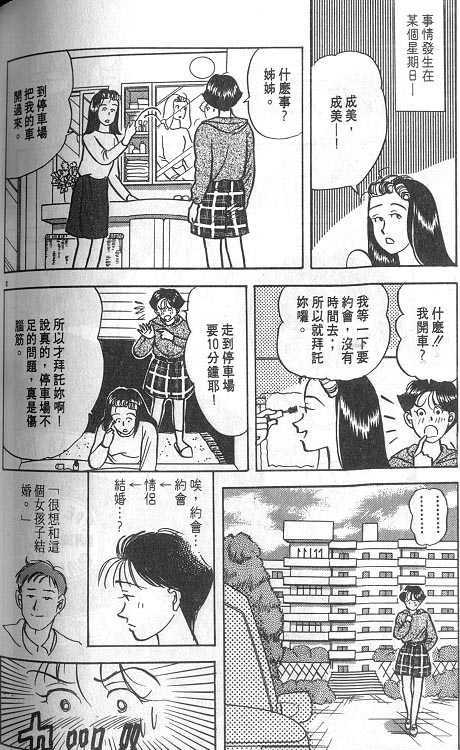 事情發生在
某個星期日—
成美，
成美—！
什麼事？
姊姊。
到停車場
把我的車
開過來。
什麼!!
我開車？
我等一下要
約會，沒有
時間去；
所以就拜託
妳囉。
走到停車場
要10分鐘耶！
所以才拜託妳啊！
說真的，停車場不
足的問題，真是傷
腦筋。
⋯⋯⋯
唉，約會⋯
←
約會
←
情侶
←
結婚⋯？
「很想和這
個女孩子結
婚。」